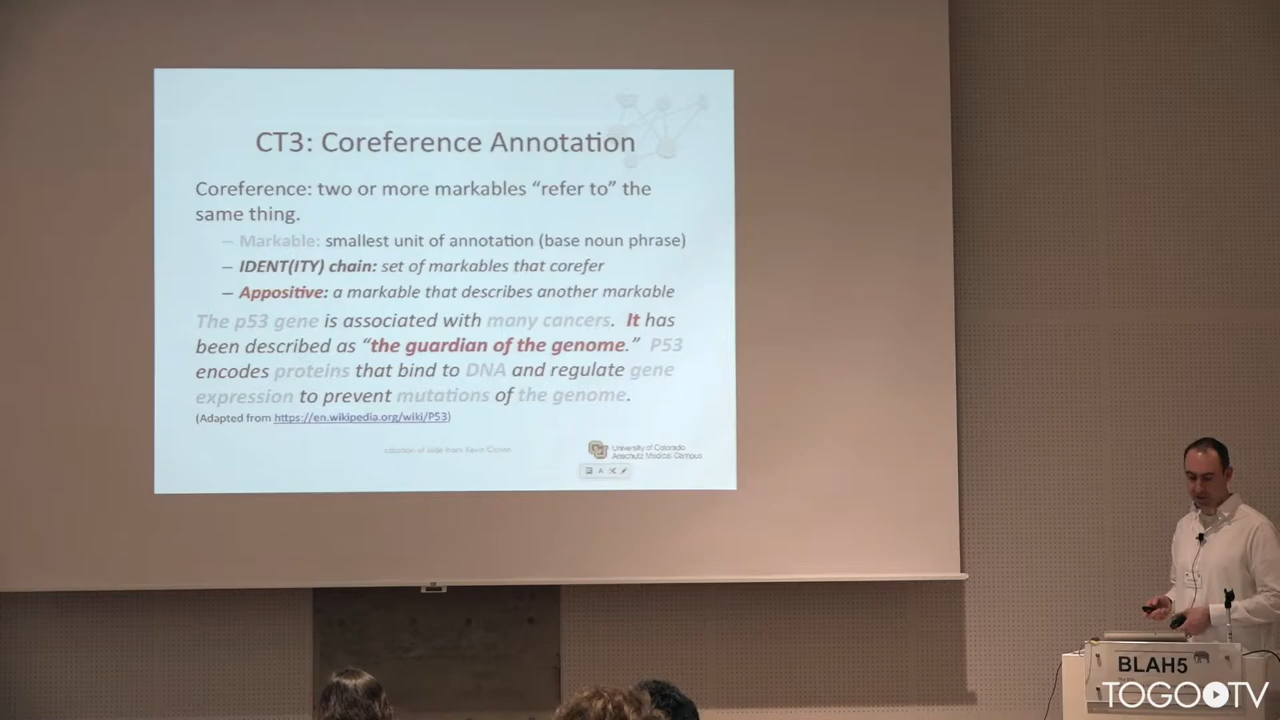 CT3: Coreference Annotation
Coreference: two or more markables “refer to” the
same thing.
– Markable: smallest unit of annotation (base noun phrase)
– IDENT(ITY) chain: set of markables that corefer
– Appositive: a markable that describes another markable
The p53 gene is associated with many cancers. It has
been described as “the guardian of the genome.” P53
encodes proteins that bind to DNA and regulate gene
expression to prevent mutations of the genome.
(Adapted from https://en.wikipedia.org/wiki/P53)
University of Colorado
Anschutz Medical Campus
BLAH5
TOGO TV